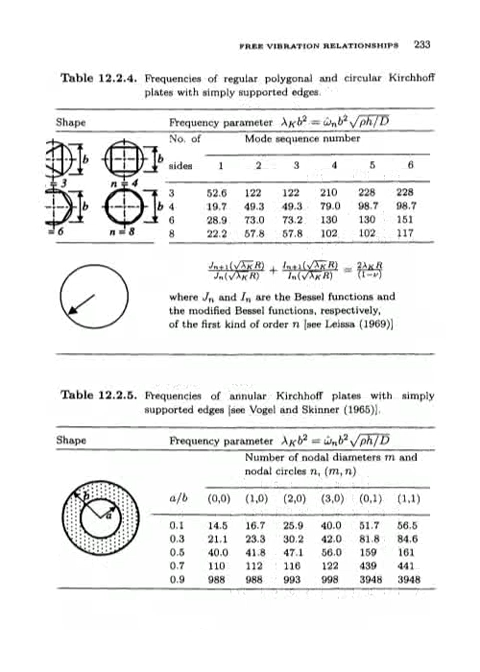 FREE VIBRATION RELATIONSHIPS 233
Table 12.2.4. Frequencies of regular polygonal and circular Kirchhoff
plates with simply supported edges.
Shape Frequency parameter λ_K b² = ω̄_n b² √ρh/D
No. of Mode sequence number
sides 1 2 3 4 5 6
b b
= 3 n = 4
b b
= 6 n = 8
3 52.6 122 122 210 228 228
4 19.7 49.3 49.3 79.0 98.7 98.7
6 28.9 73.0 73.2 130 130 151
8 22.2 57.8 57.8 102 102 117
J_{n+1}(√λ_K R)/J_n(√λ_K R) + I_{n+1}(√λ_K R)/I_n(√λ_K R) = 2λ_K R/(1−ν)
where J_n and I_n are the Bessel functions and
the modified Bessel functions, respectively,
of the first kind of order n [see Leissa (1969)]
Table 12.2.5. Frequencies of annular Kirchhoff plates with simply
supported edges [see Vogel and Skinner (1965)].
Shape Frequency parameter λ_K b² = ω̄_n b² √ρh/D
Number of nodal diameters m and
nodal circles n, (m, n)
b a
a/b (0,0) (1,0) (2,0) (3,0) (0,1) (1,1)
0.1 14.5 16.7 25.9 40.0 51.7 56.5
0.3 21.1 23.3 30.2 42.0 81.8 84.6
0.5 40.0 41.8 47.1 56.0 159 161
0.7 110 112 116 122 439 441
0.9 988 988 993 998 3948 3948